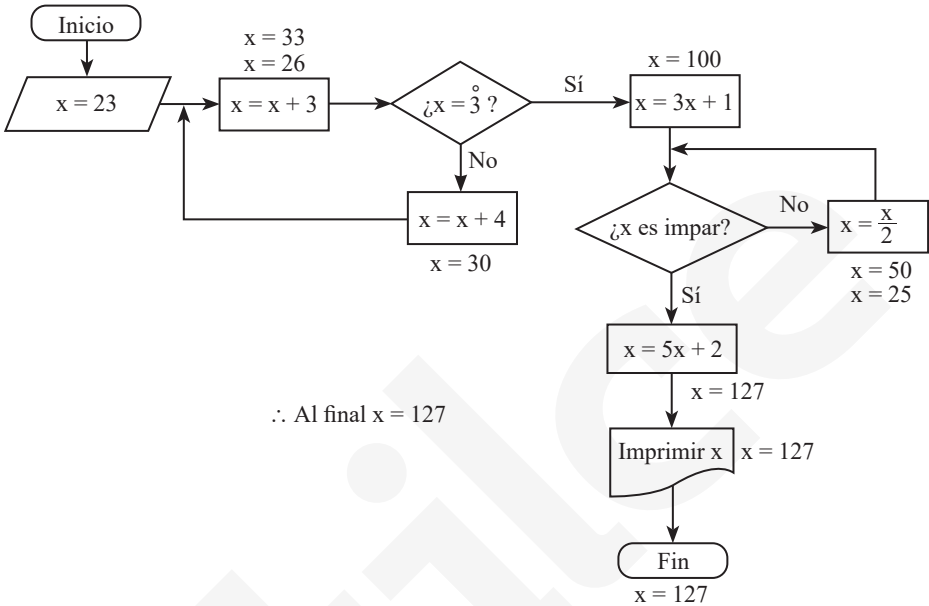 Inicio
x = 23
x = 33
x = 26
x = x + 3
¿x = 3̊ ?
Sí
No
x = x + 4
x = 30
x = 100
x = 3x + 1
¿x es impar?
No
x = x/2
x = 50
x = 25
Sí
x = 5x + 2
x = 127
Imprimir x
x = 127
Fin
x = 127
∴ Al final x = 127